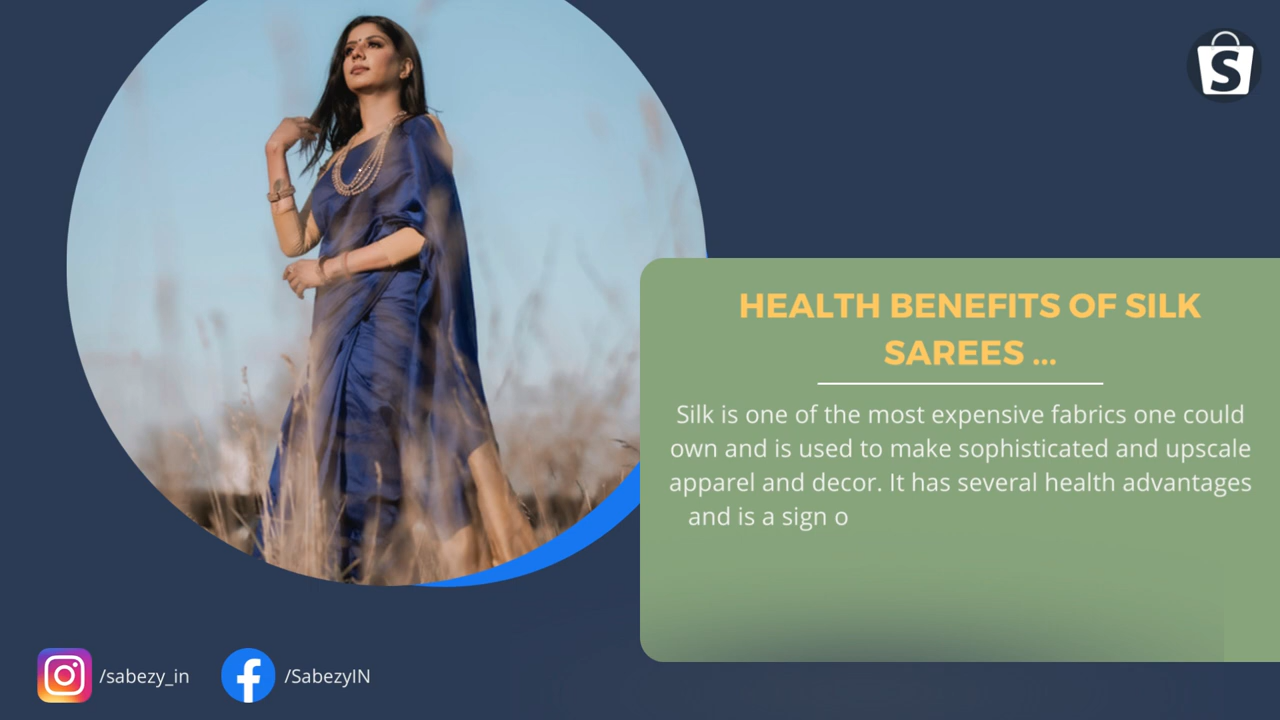 S
HEALTH BENEFITS OF SILK
SAREES ...
Silk is one of the most expensive fabrics one could
own and is used to make sophisticated and upscale
apparel and decor. It has several health advantages
and is a sign o
/sabezy_in
/SabezyIN